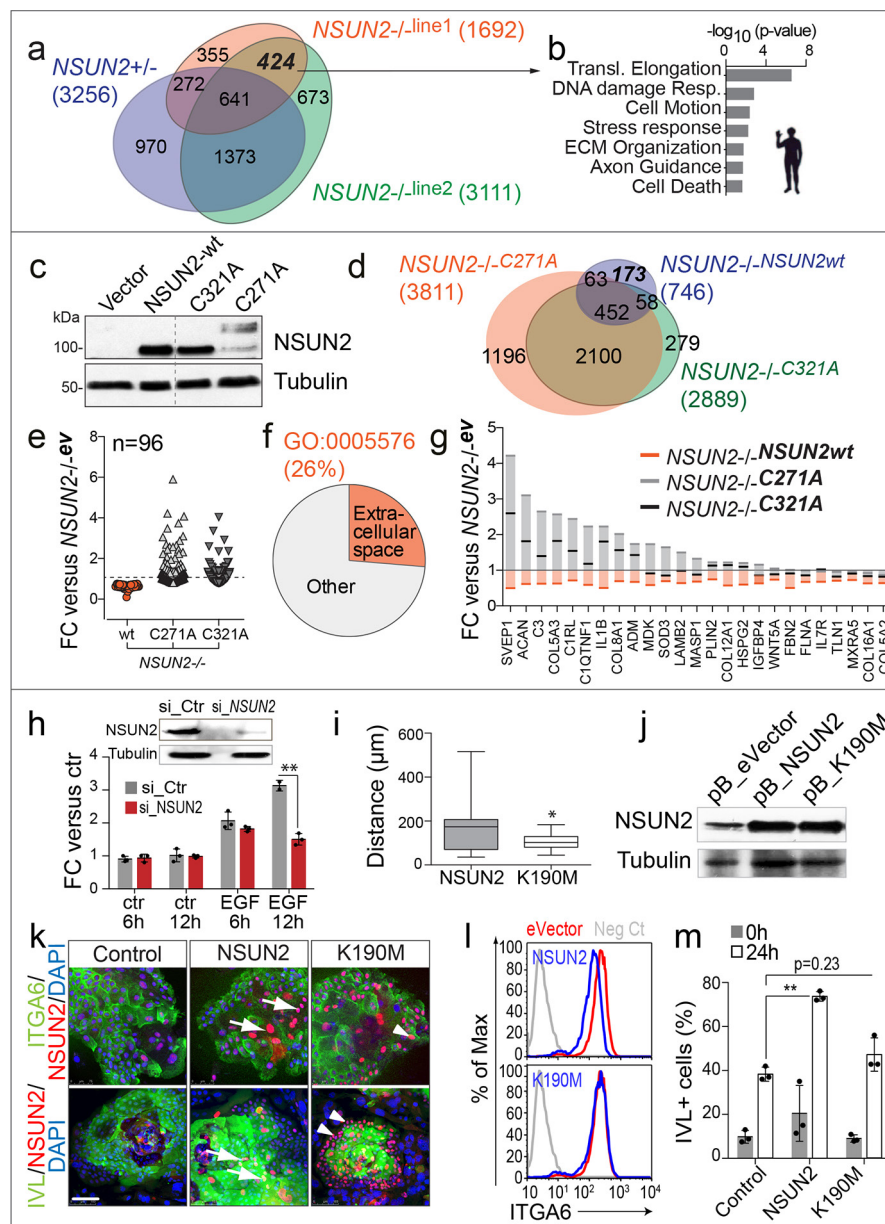 a
NSUN2+/-
(3256)
NSUN2-/-line1 (1692)
355
424
272
641
673
970
1373
NSUN2-/-line2 (3111)
b
-log10 (p-value)
0 4 8
Transl. Elongation
DNA damage Resp.
Cell Motion
Stress response
ECM Organization
Axon Guidance
Cell Death
c
Vector
NSUN2-wt
C321A
C271A
kDa
100-
NSUN2
50-
Tubulin
d
NSUN2-/-C271A
(3811)
NSUN2-/-NSUN2wt
(746)
63 173
58
452
1196
2100
279
NSUN2-/-C321A
(2889)
e
n=96
FC versus NSUN2-/-ev
8
6
4
2
0
wt C271A C321A
NSUN2-/-
f
GO:0005576
(26%)
Extra-
cellular
space
Other
g
FC versus NSUN2-/-ev
5
4
3
2
1
0
NSUN2-/-NSUN2wt
NSUN2-/-C271A
NSUN2-/-C321A
SVEP1
ACAN
C3
COL5A3
C1RL
C1QTNF1
IL1B
COL8A1
ADM
MDK
SOD3
LAMB2
MASP1
PLIN2
COL12A1
HSPG2
IGFBP4
WNT5A
FBN2
FLNA
IL7R
TLN1
MXRA5
COL16A1
COL5A2
h
si_Ctr si_NSUN2
NSUN2
Tubulin
FC versus ctr
4
3
2
1
0
si_Ctr
si_NSUN2
**
ctr
6h
ctr
12h
EGF
6h
EGF
12h
i
Distance (µm)
600
400
200
0
*
NSUN2 K190M
j
pB_eVector
pB_NSUN2
pB_K190M
NSUN2
Tubulin
k
Control NSUN2 K190M
ITGA6/
NSUN2/DAPI
IVL/NSUN2/
DAPI
l
eVector Neg Ct
% of Max
100
80
60
40
20
0
NSUN2
100
80
60
40
20
0
K190M
10 10¹ 10² 10³ 10⁴
ITGA6
m
0h
24h
IVL+ cells (%)
80
60
40
20
0
p=0.23
**
Control
NSUN2
K190M